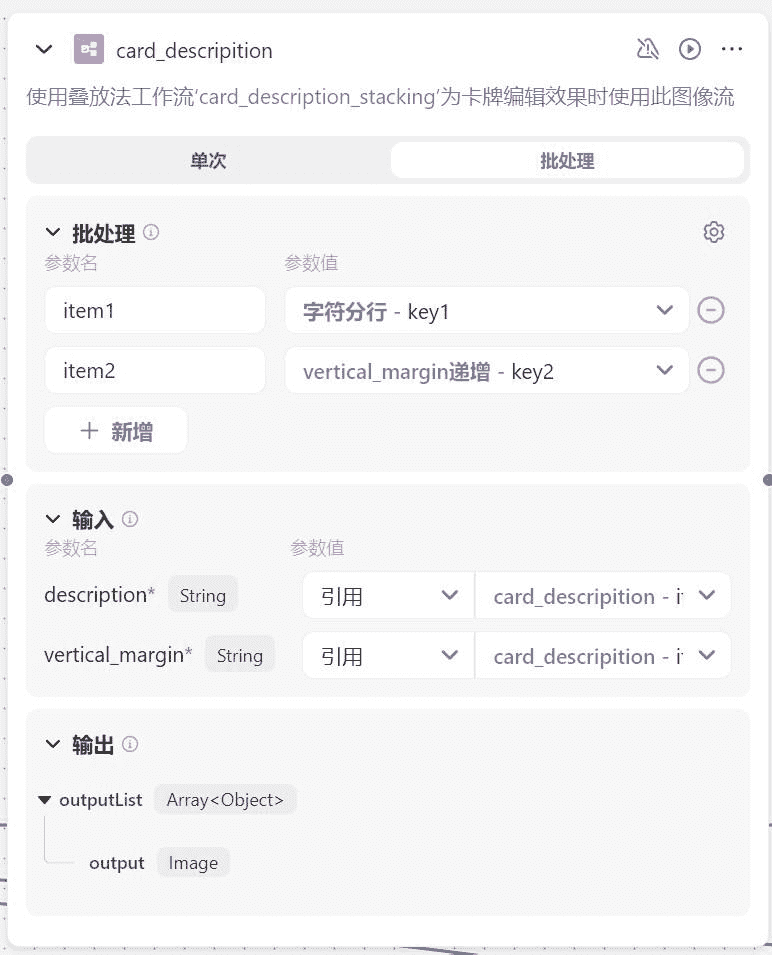 card_descripition
使用叠放法工作流‘card_description_stacking’为卡牌编辑效果时使用此图像流
单次 批处理
批处理
参数名 参数值
item1 字符分行 - key1
item2 vertical_margin递增 - key2
新增
输入
参数名 参数值
description* String 引用 card_descripition - it
vertical_margin* String 引用 card_descripition - it
输出
outputList Array<Object>
output Image